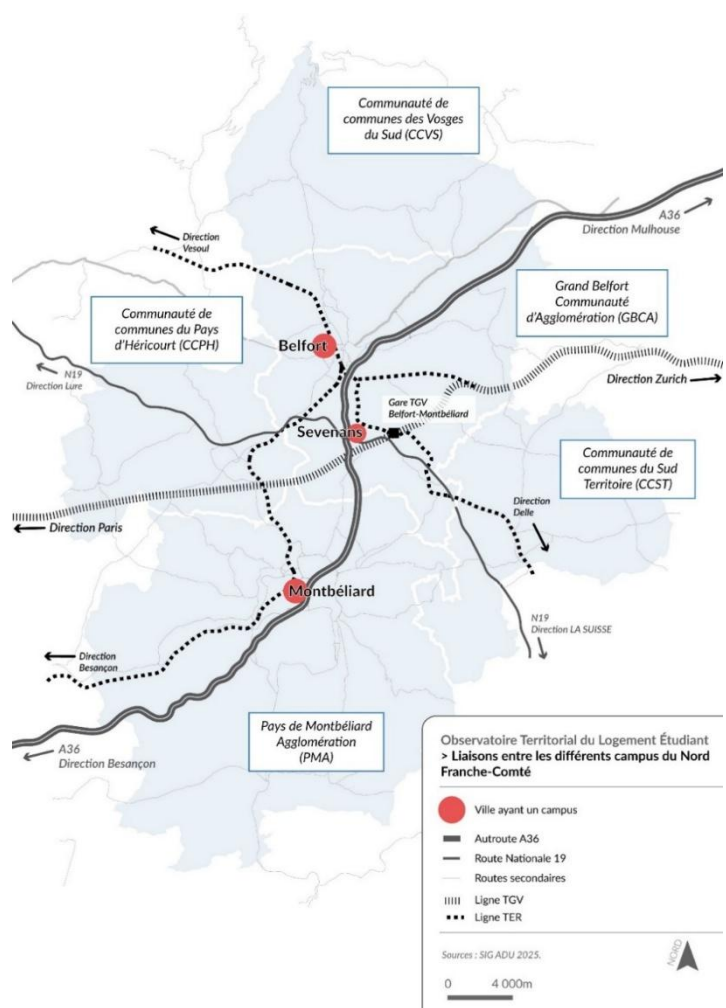 Communauté de
communes des Vosges
du Sud (CCVS)
A36
Direction Mulhouse
Direction
Vesoul
Grand Belfort
Communauté
d'Agglomération (GBCA)
Communauté de
communes du Pays
d'Héricourt (CCPH)
Belfort
N19
Direction Lure
Direction Zurich
Gare TGV
Belfort-Montbéliard
Sevenans
Communauté de
communes du Sud
Territoire (CCST)
Direction
Delle
Direction Paris
Montbéliard
N19
Direction LA SUISSE
Direction
Besançon
A36
Direction Besançon
Pays de Montbéliard
Agglomération
(PMA)
Observatoire Territorial du Logement Étudiant
> Liaisons entre les différents campus du Nord
Franche-Comté
Ville ayant un campus
Autroute A36
Route Nationale 19
Routes secondaires
Ligne TGV
Ligne TER
Sources : SIG ADU 2025.
NORD
0 4 000m